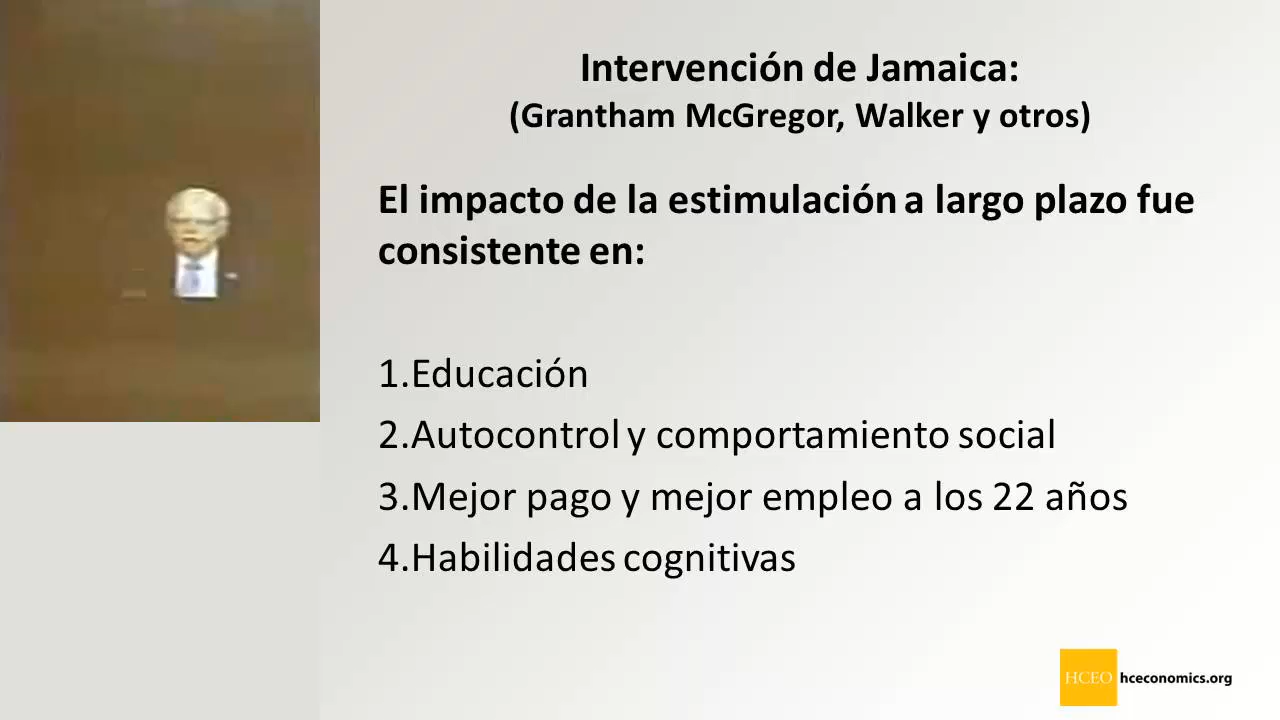 Intervención de Jamaica:
(Grantham McGregor, Walker y otros)
El impacto de la estimulación a largo plazo fue
consistente en:
1.Educación
2.Autocontrol y comportamiento social
3.Mejor pago y mejor empleo a los 22 años
4.Habilidades cognitivas
HCEO hceconomics.org